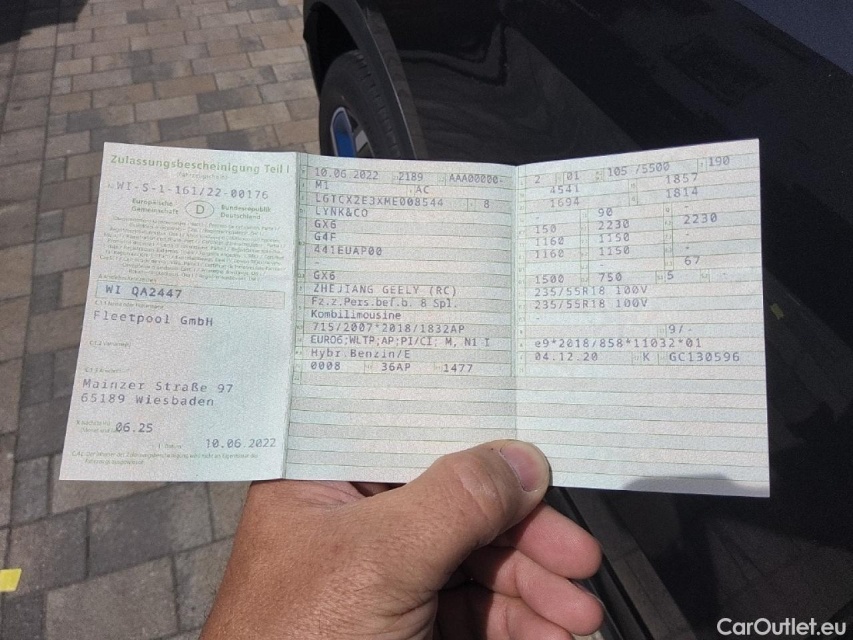 Zulassungsbescheinigung Teil I
WI-S-1-161/22-00176
Europäische Gemeinschaft D Bundesrepublik Deutschland
WI QA2447
Fleetpool GmbH
Mainzer Straße 97
65189 Wiesbaden
06.25
10.06.2022
10.06.2022 2189 AAA00000-
M1 AC
L6TCX2E3XME008544 8
LYNK&CO
GX6
G4F
441EUAP00
-
GX6
ZHEJIANG GEELY (RC)
Fz.z.Pers.bef.b. 8 Spl.
Kombilimousine
715/2007*2018/1832AP
EURO6;WLTP;AP;PI/CI; M, N1 I
Hybr.Benzin/E
0008 36AP 1477
2 01 105 /5500 190
4541 1857
1694 1814
- 90 -
150 2230 2230
1160 1150 -
1160 1150 -
- - 67
1500 750 5
235/55R18 100V
235/55R18 100V
-
9/-
e9*2018/858*11032*01
04.12.20 K GC130596
CarOutlet.eu